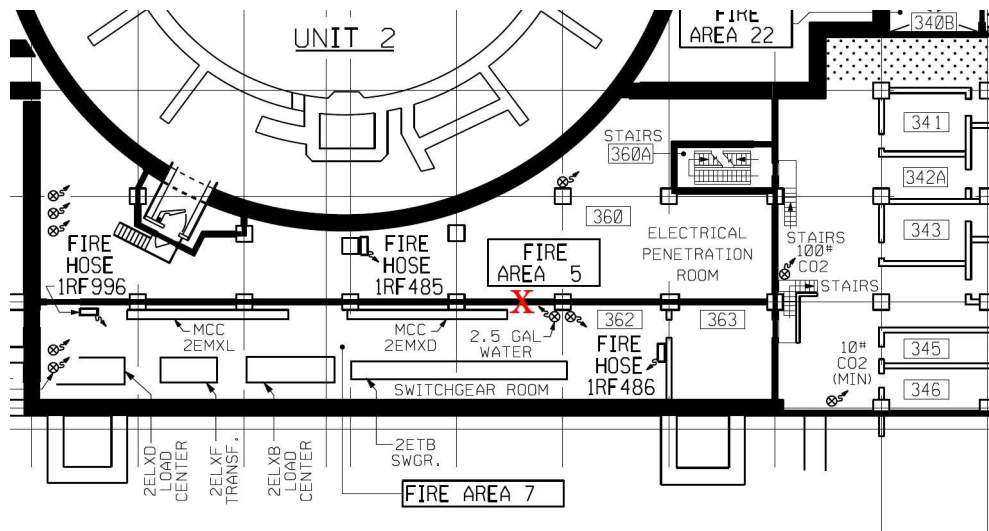 UNIT 2
FIRE
AREA 22
340B
341
342A
343
STAIRS
360A
360
ELECTRICAL
PENETRATION
ROOM
FIRE
HOSE
1RF996
FIRE
HOSE
1RF485
FIRE
AREA 5
STAIRS
100#
CO2
STAIRS
X
MCC
2EMXL
MCC
2EMXD
2.5 GAL
WATER
362
363
FIRE
HOSE
1RF486
10#
CO2
(MIN)
345
346
SWITCHGEAR ROOM
2ELXD
LOAD
CENTER
2ELXF
TRANSF.
2ELXB
LOAD
CENTER
2ETB
SWGR.
FIRE AREA 7